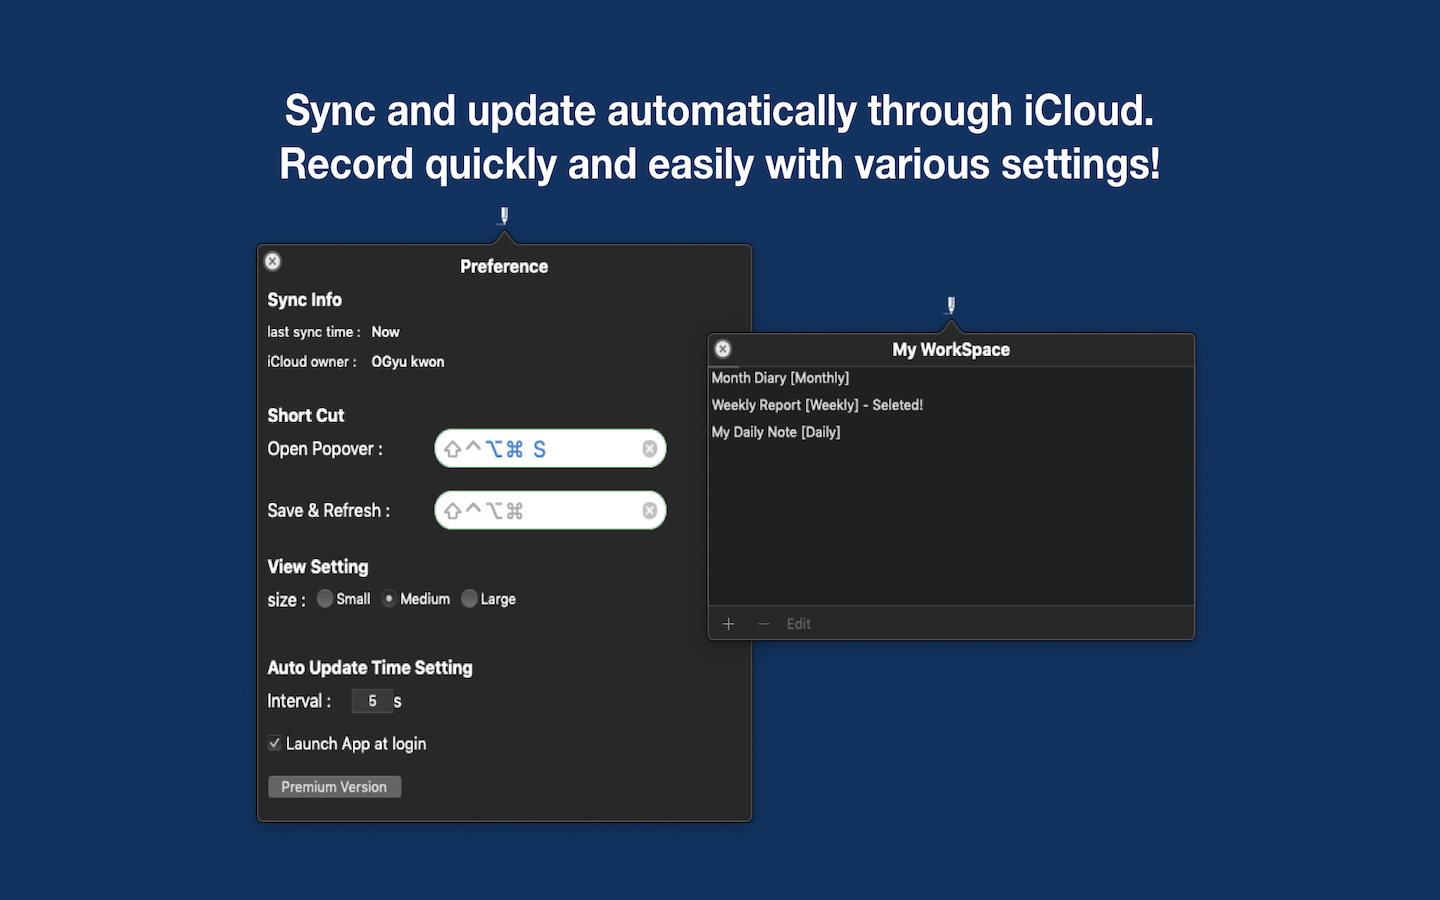 Sync and update automatically through iCloud.
Record quickly and easily with various settings!
Preference
Sync Info
last sync time : Now
iCloud owner : OGyu kwon
Short Cut
Open Popover : ⇧^⌥⌘ S
Save & Refresh : ⇧^⌥⌘
View Setting
size : Small Medium Large
Auto Update Time Setting
Interval : 5 s
Launch App at login
Premium Version
My WorkSpace
Month Diary [Monthly]
Weekly Report [Weekly] - Seleted!
My Daily Note [Daily]
+ − Edit